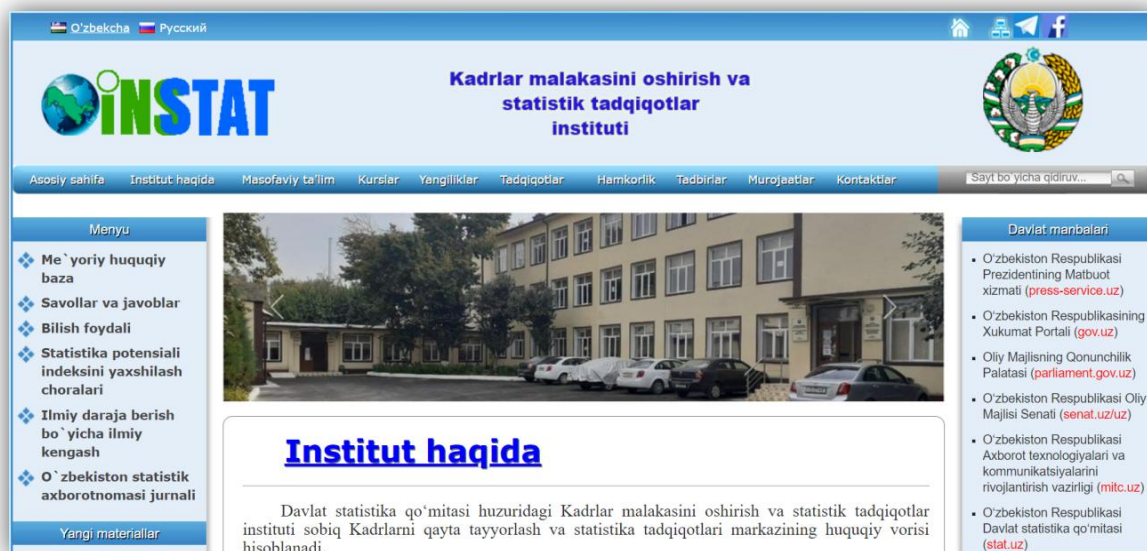 O'zbekcha Русский
INSTAT
Kadrlar malakasini oshirish va
statistik tadqiqotlar
instituti
Asosiy sahifa Institut haqida Masofaviy ta'lim Kurslar Yangiliklar Tadqiqotlar Hamkorlik Tadbirlar Murojaatlar Kontaktlar
Sayt bo`yicha qidiruv...
Menyu
Me`yoriy huquqiy
baza
Savollar va javoblar
Bilish foydali
Statistika potensiali
indeksini yaxshilash
choralari
Ilmiy daraja berish
bo`yicha ilmiy
kengash
O`zbekiston statistik
axborotnomasi jurnali
Yangi materiallar
Institut haqida
Davlat statistika qo‘mitasi huzuridagi Kadrlar malakasini oshirish va statistik tadqiqotlar
instituti sobiq Kadrlarni qayta tayyorlash va statistika tadqiqotlari markazining huquqiy vorisi
hisoblanadi
Davlat manbalari
O‘zbekiston Respublikasi
Prezidentining Matbuot
xizmati (press-service.uz)
O‘zbekiston Respublikasining
Xukumat Portali (gov.uz)
Oliy Majlisning Qonunchilik
Palatasi (parliament.gov.uz)
O‘zbekiston Respublikasi Oliy
Majlisi Senati (senat.uz/uz)
O‘zbekiston Respublikasi
Axborot texnologiyalari va
kommunikatsiyalarini
rivojlantirish vazirligi (mitc.uz)
O‘zbekiston Respublikasi
Davlat statistika qo‘mitasi
(stat.uz)